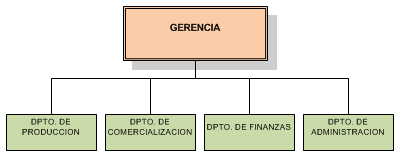 GERENCIA
DPTO. DE
PRODUCCION
DPTO. DE
COMERCIALIZACION
DPTO. DE FINANZAS
DPTO. DE
ADMINISTRACION